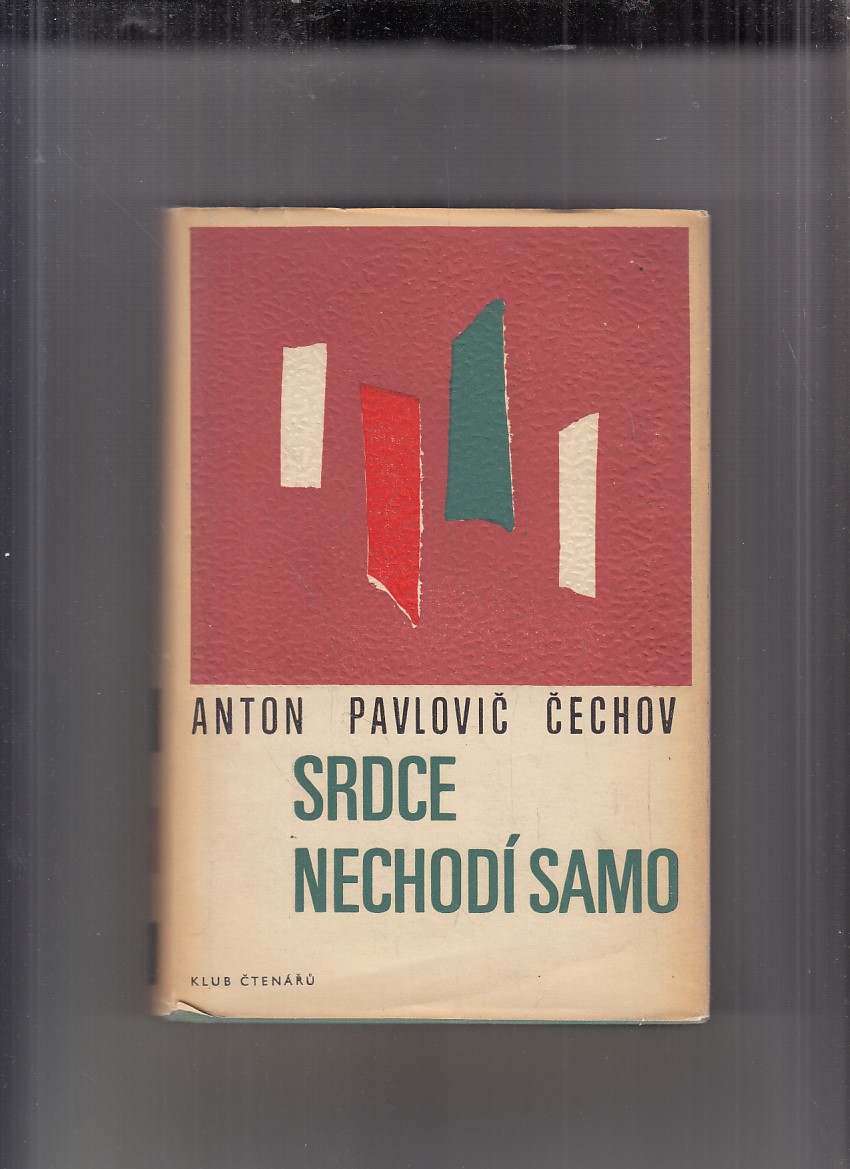 ANTON PAVLOVIČ ČECHOV
SRDCE
NECHODÍ SAMO
KLUB ČTENÁŘŮ